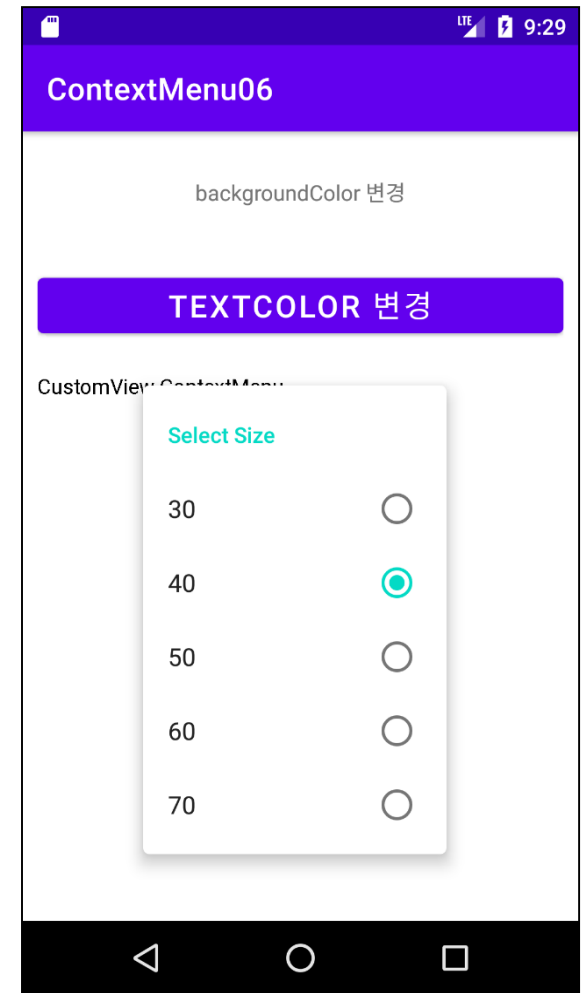 LTE 9:29
ContextMenu06
backgroundColor 변경
TEXTCOLOR 변경
CustomView ContextMenu
Select Size
30
40
50
60
70